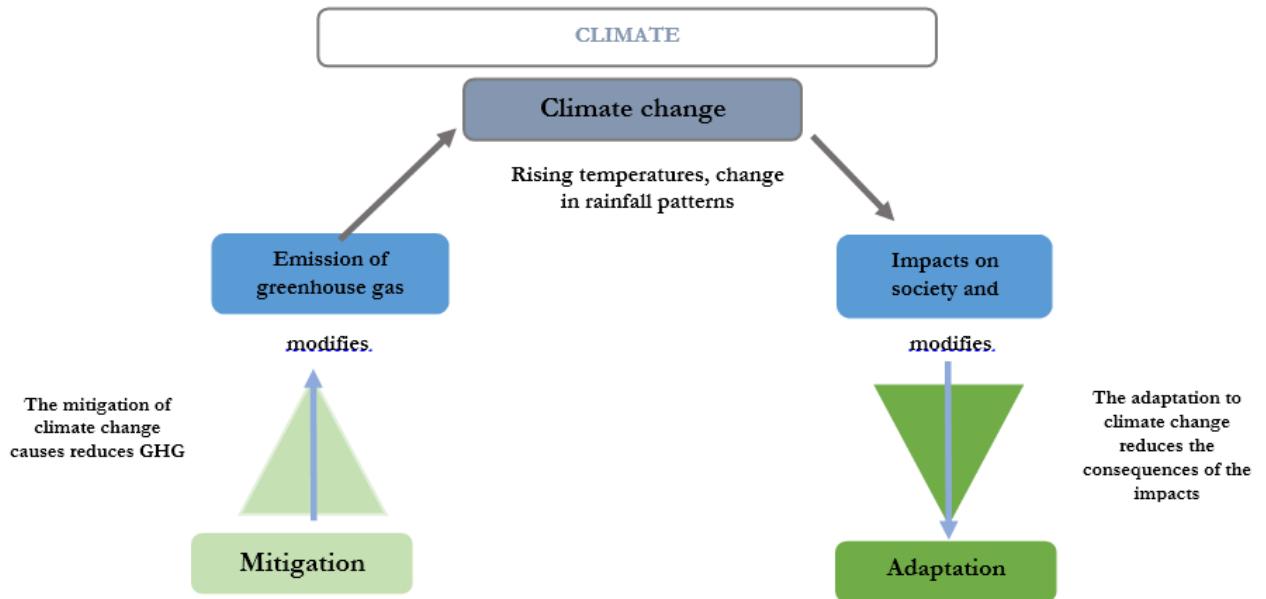 CLIMATE
Climate change
Rising temperatures, change
in rainfall patterns
Emission of
greenhouse gas
Impacts on
society and
modifies
modifies
The mitigation of
climate change
causes reduces GHG
The adaptation to
climate change
reduces the
consequences of the
impacts
Mitigation
Adaptation